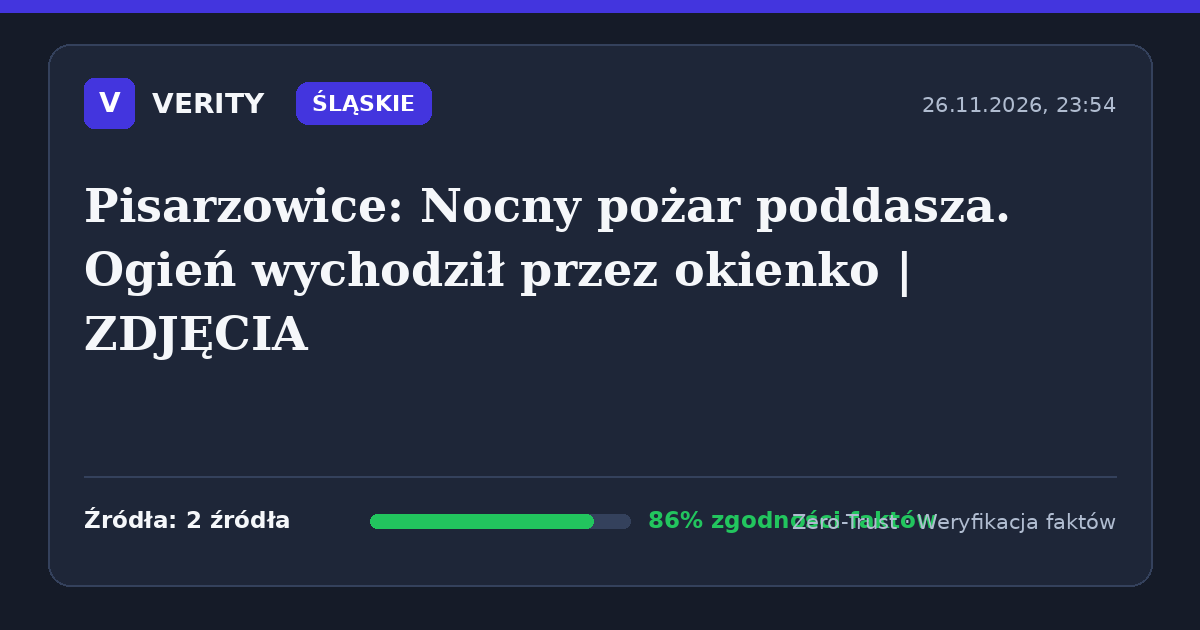 V VERITY ŚLĄSKIE 26.11.2026, 23:54
Pisarzowice: Nocny pożar poddasza.
Ogień wychodził przez okienko |
ZDJĘCIA
Źródła: 2 źródła 86% zgodności faktów Zero-Trust · Weryfikacja faktów